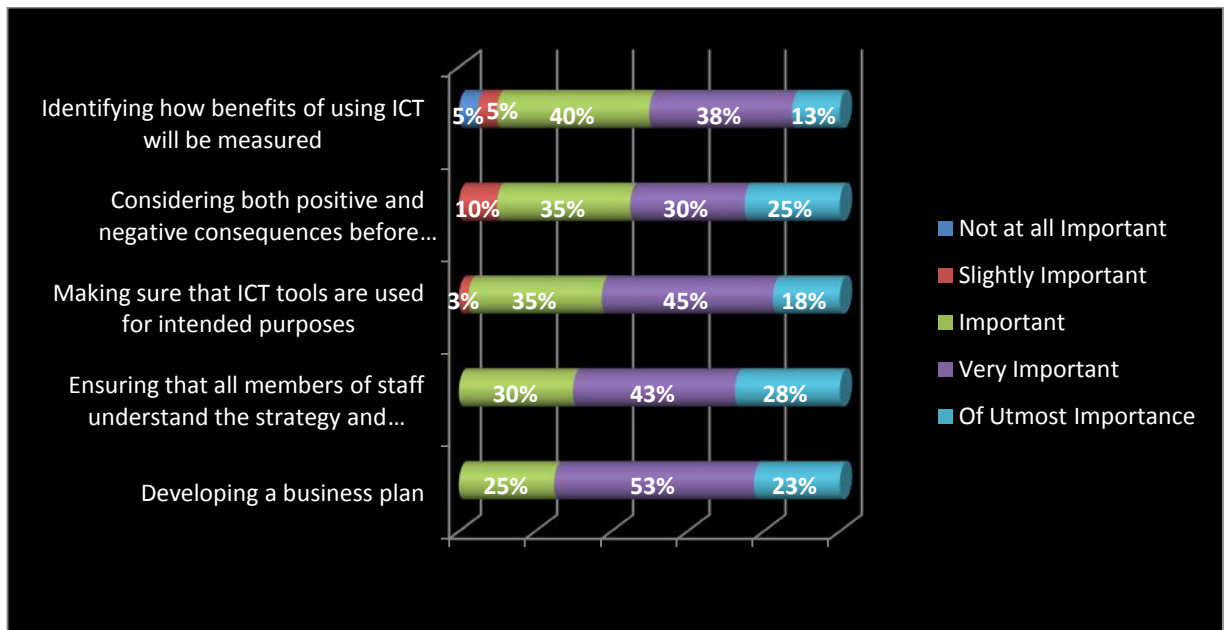 Identifying how benefits of using ICT
will be measured
5% 5% 40% 38% 13%
Considering both positive and
negative consequences before…
10% 35% 30% 25%
Making sure that ICT tools are used
for intended purposes
3% 35% 45% 18%
Ensuring that all members of staff
understand the strategy and…
30% 43% 28%
Developing a business plan
25% 53% 23%
Not at all Important
Slightly Important
Important
Very Important
Of Utmost Importance